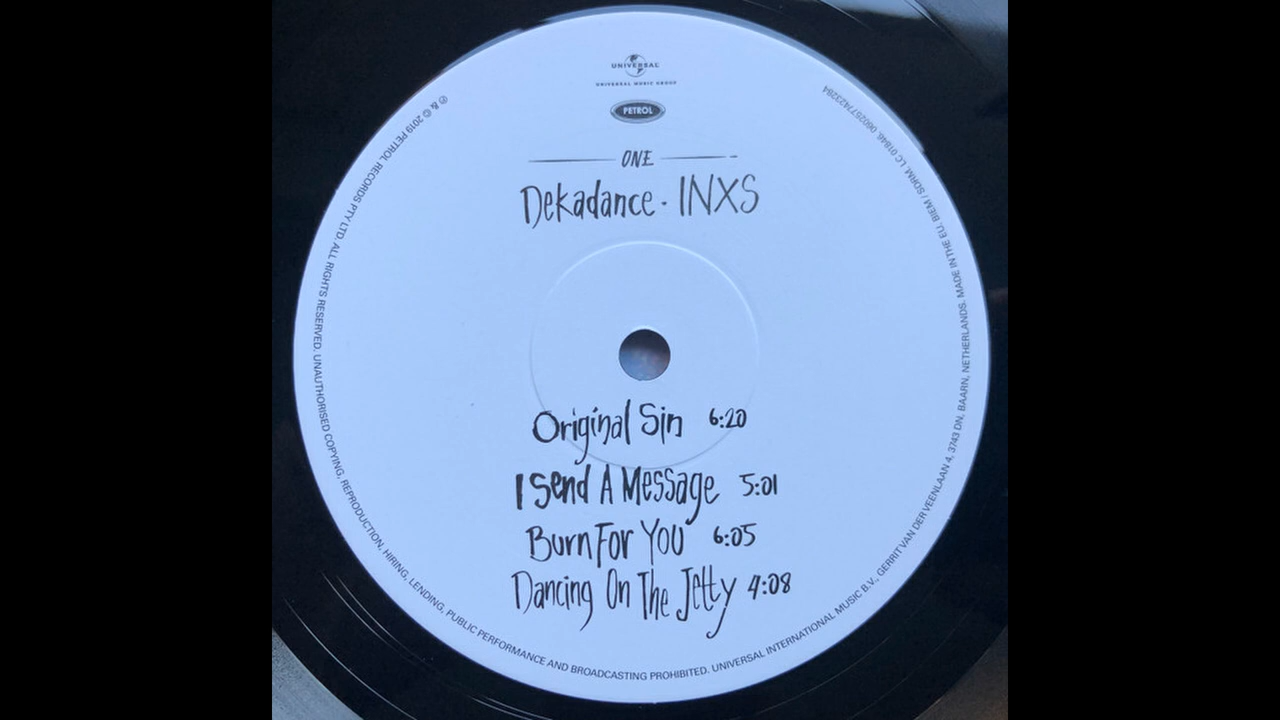 UNIVERSAL
UNIVERSAL MUSIC GROUP
PETROL
ONE
Dekadance · INXS
Original Sin 6:20
I Send A Message 5:01
Burn For You 6:05
Dancing On The Jetty 4:08
℗ & © 2019 PETROL RECORDS PTY LTD. ALL RIGHTS RESERVED. UNAUTHORISED COPYING, REPRODUCTION, HIRING, LENDING, PUBLIC PERFORMANCE AND BROADCASTING PROHIBITED. UNIVERSAL INTERNATIONAL MUSIC B.V., GERRIT VAN DER VEENLAAN 4, 3743 DN, BAARN, NETHERLANDS. MADE IN THE EU. BIEM / SDRM. LC 01846. 060257423264